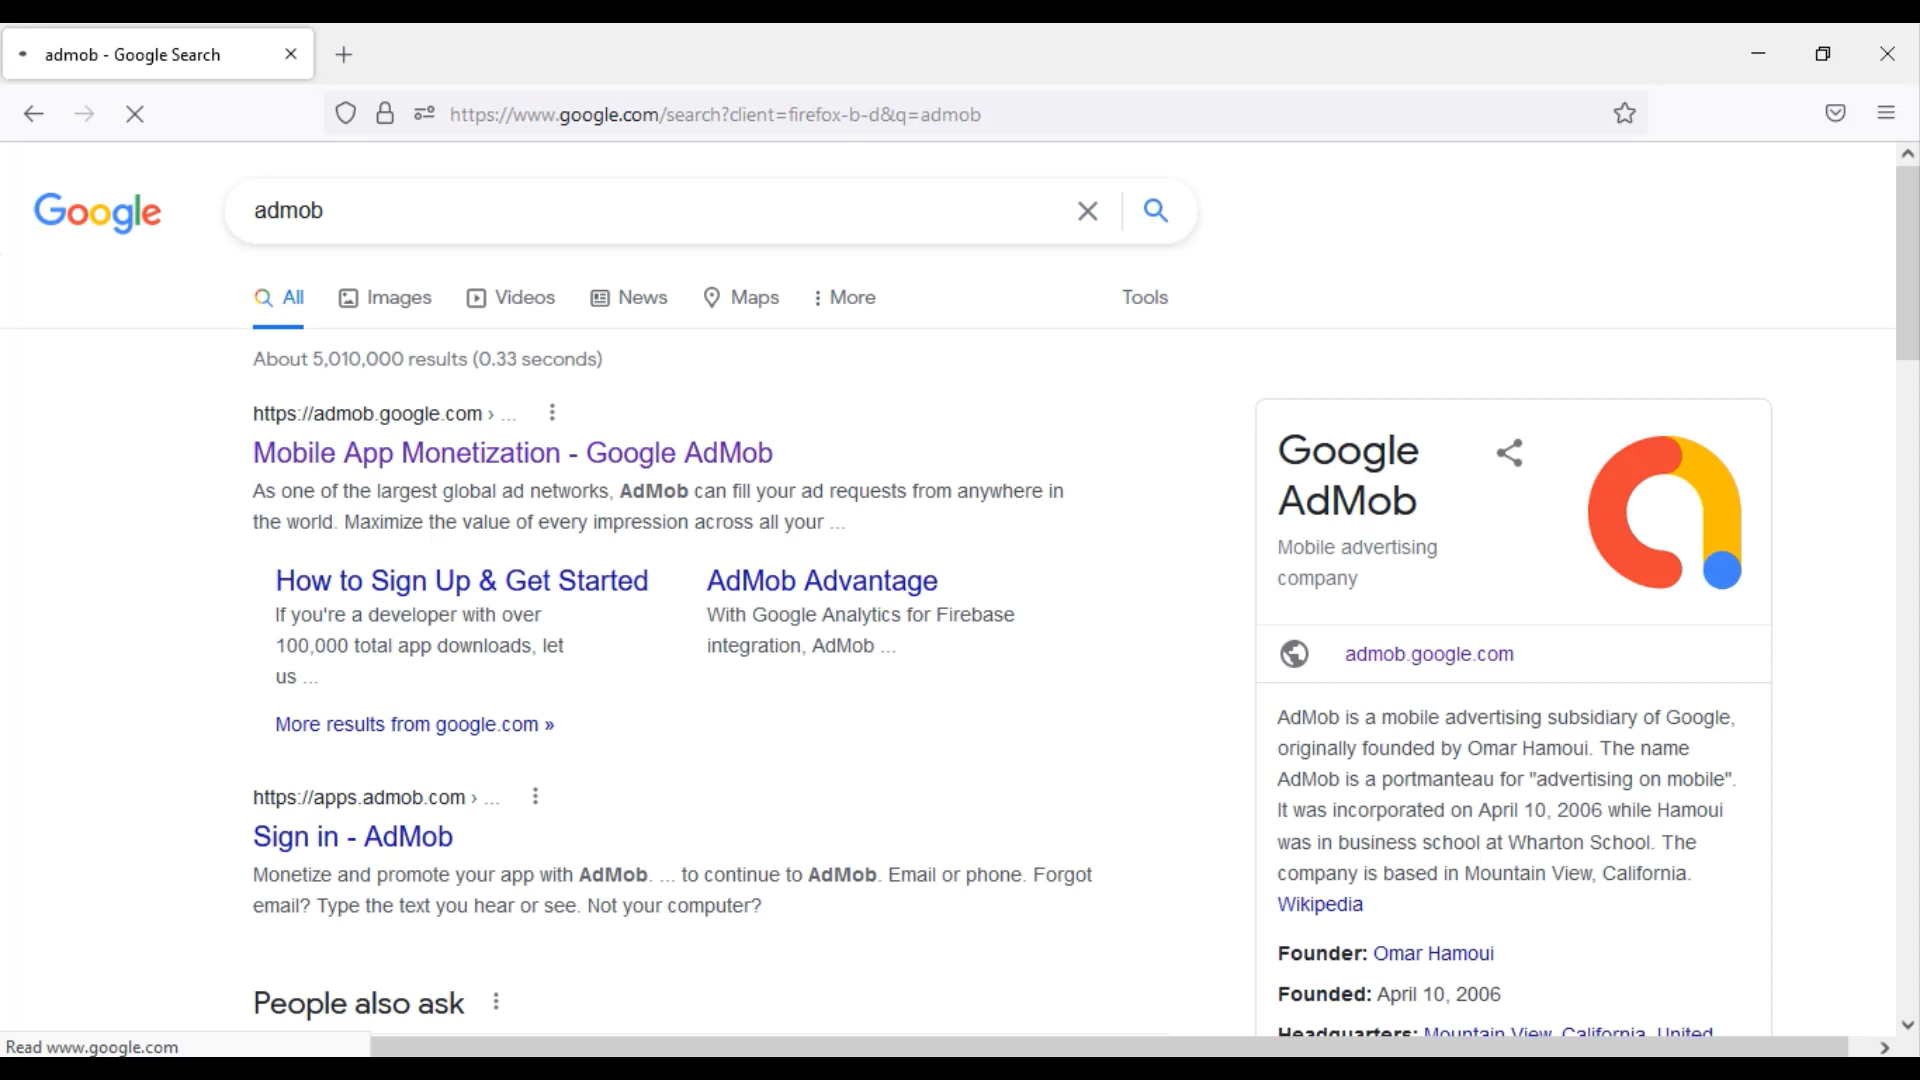 admob - Google Search
https://www.google.com/search?client=firefox-b-d&q=admob
Google
admob
All Images Videos News Maps More Tools
About 5,010,000 results (0.33 seconds)
https://admob.google.com › ...
Mobile App Monetization - Google AdMob
As one of the largest global ad networks, AdMob can fill your ad requests from anywhere in
the world. Maximize the value of every impression across all your ...
How to Sign Up & Get Started
If you're a developer with over
100,000 total app downloads, let
us ...
AdMob Advantage
With Google Analytics for Firebase
integration, AdMob ...
More results from google.com »
https://apps.admob.com › ...
Sign in - AdMob
Monetize and promote your app with AdMob. ... to continue to AdMob. Email or phone. Forgot
email? Type the text you hear or see. Not your computer?
People also ask
Google
AdMob
Mobile advertising
company
admob.google.com
AdMob is a mobile advertising subsidiary of Google,
originally founded by Omar Hamoui. The name
AdMob is a portmanteau for "advertising on mobile".
It was incorporated on April 10, 2006 while Hamoui
was in business school at Wharton School. The
company is based in Mountain View, California.
Wikipedia
Founder: Omar Hamoui
Founded: April 10, 2006
Headquarters: Mountain View, California, United
Read www.google.com